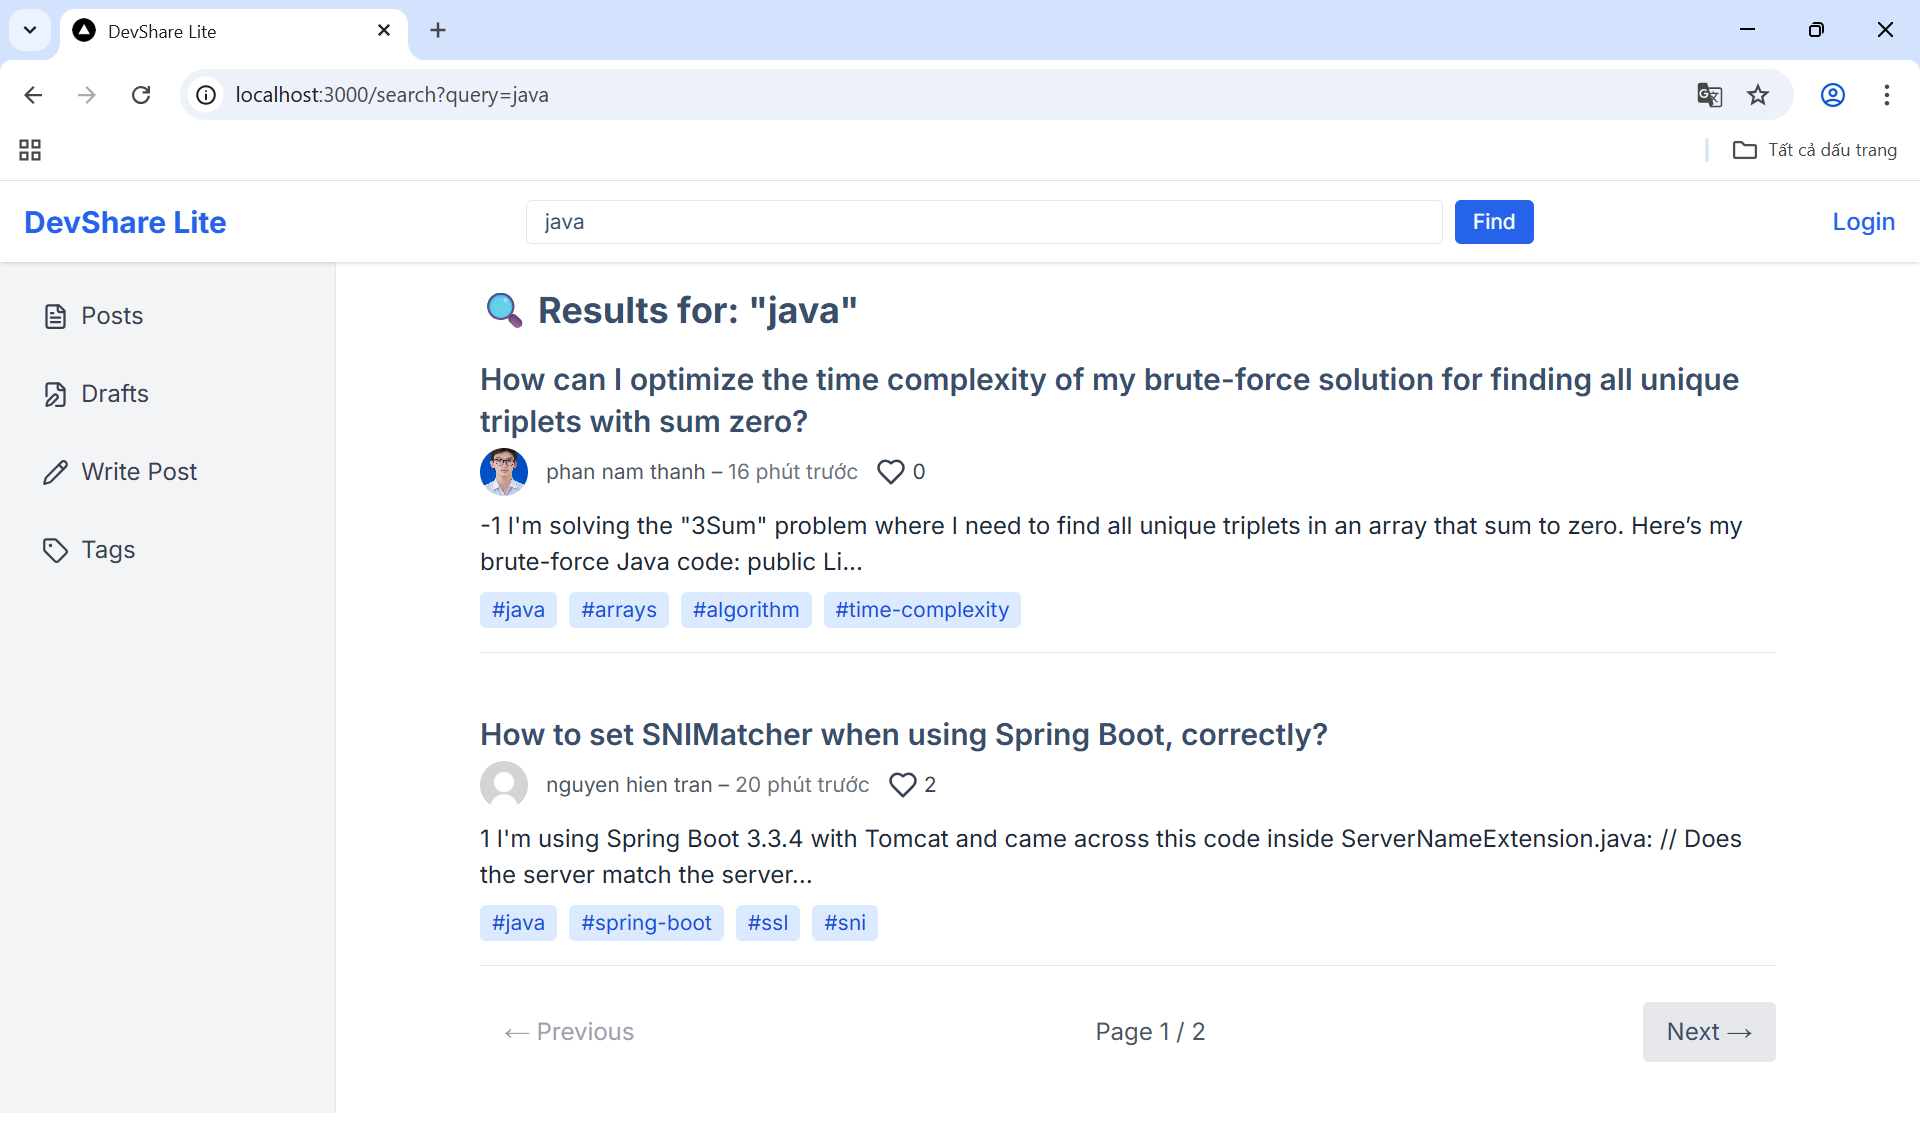 DevShare Lite
localhost:3000/search?query=java
Tất cả dấu trang
DevShare Lite
java
Find
Login
Posts
Drafts
Write Post
Tags
Results for: "java"
How can I optimize the time complexity of my brute-force solution for finding all unique
triplets with sum zero?
phan nam thanh – 16 phút trước 0
-1 I'm solving the "3Sum" problem where I need to find all unique triplets in an array that sum to zero. Here’s my
brute-force Java code: public Li...
#java #arrays #algorithm #time-complexity
How to set SNIMatcher when using Spring Boot, correctly?
nguyen hien tran – 20 phút trước 2
1 I'm using Spring Boot 3.3.4 with Tomcat and came across this code inside ServerNameExtension.java: // Does
the server match the server...
#java #spring-boot #ssl #sni
← Previous Page 1 / 2 Next →